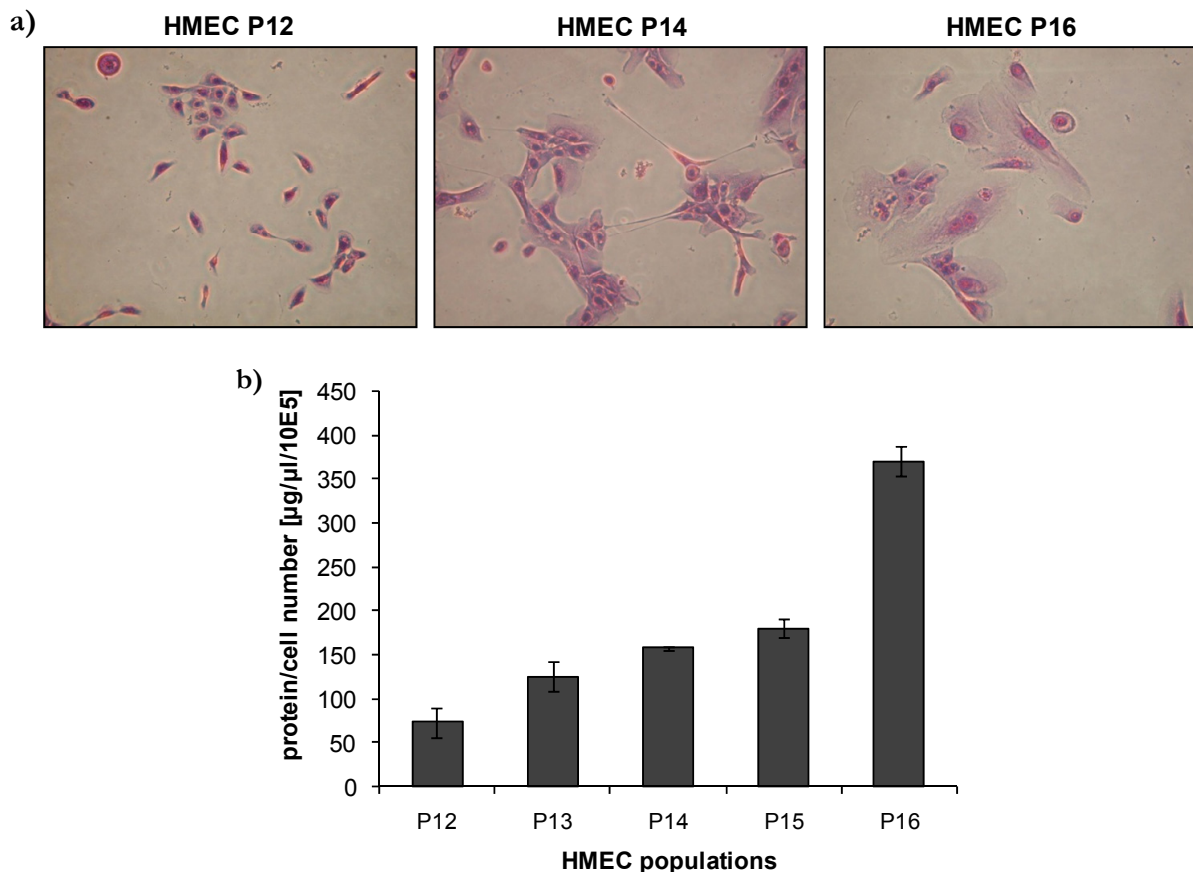 a)
HMEC P12
HMEC P14
HMEC P16
b)
protein/cell number [µg/µl/10E5]
450
400
350
300
250
200
150
100
50
0
P12 P13 P14 P15 P16
HMEC populations